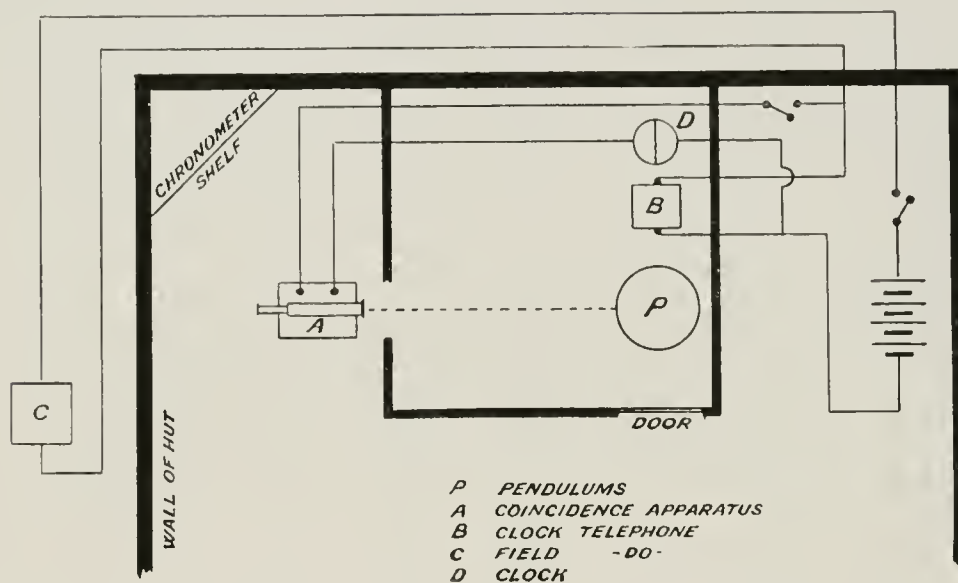 CHRONOMETER
SHELF
D
B
A
P
C
WALL OF HUT
DOOR
P PENDULUMS
A COINCIDENCE APPARATUS
B CLOCK TELEPHONE
C FIELD -DO-
D CLOCK